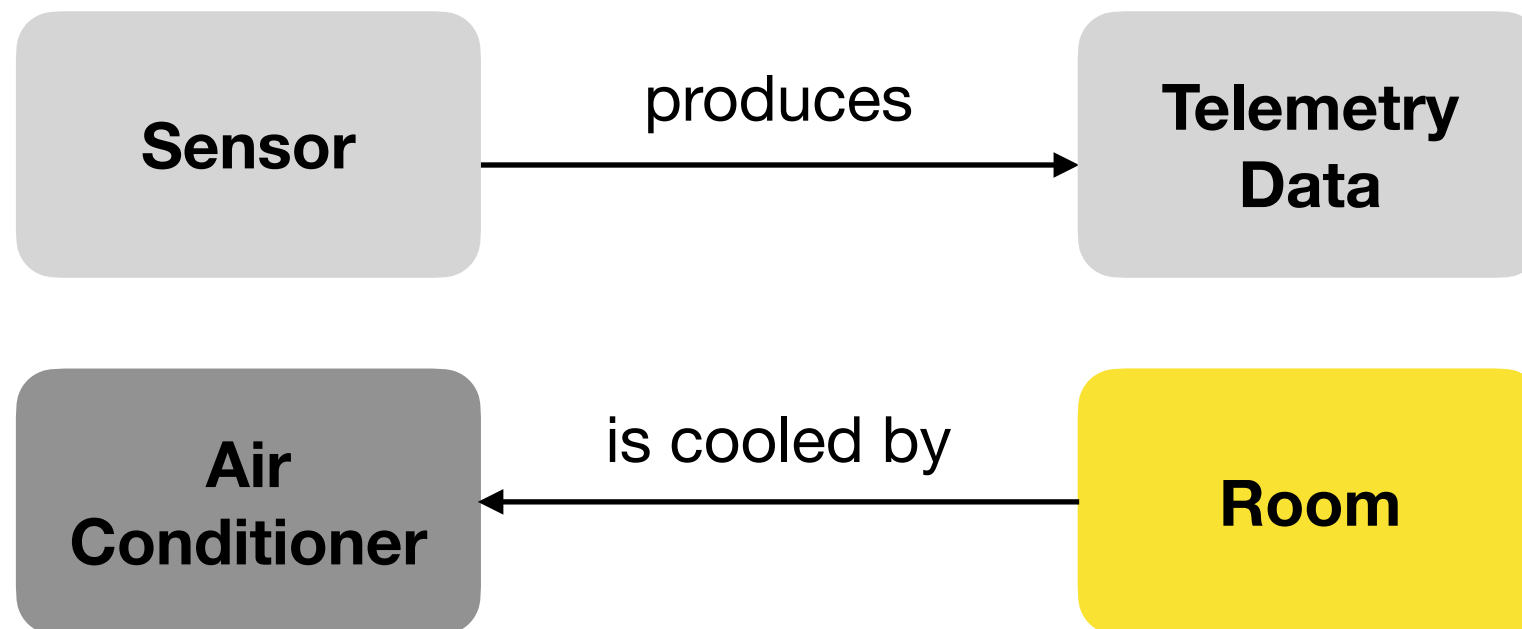 Sensor
produces
Telemetry
Data
Air
Conditioner
is cooled by
Room